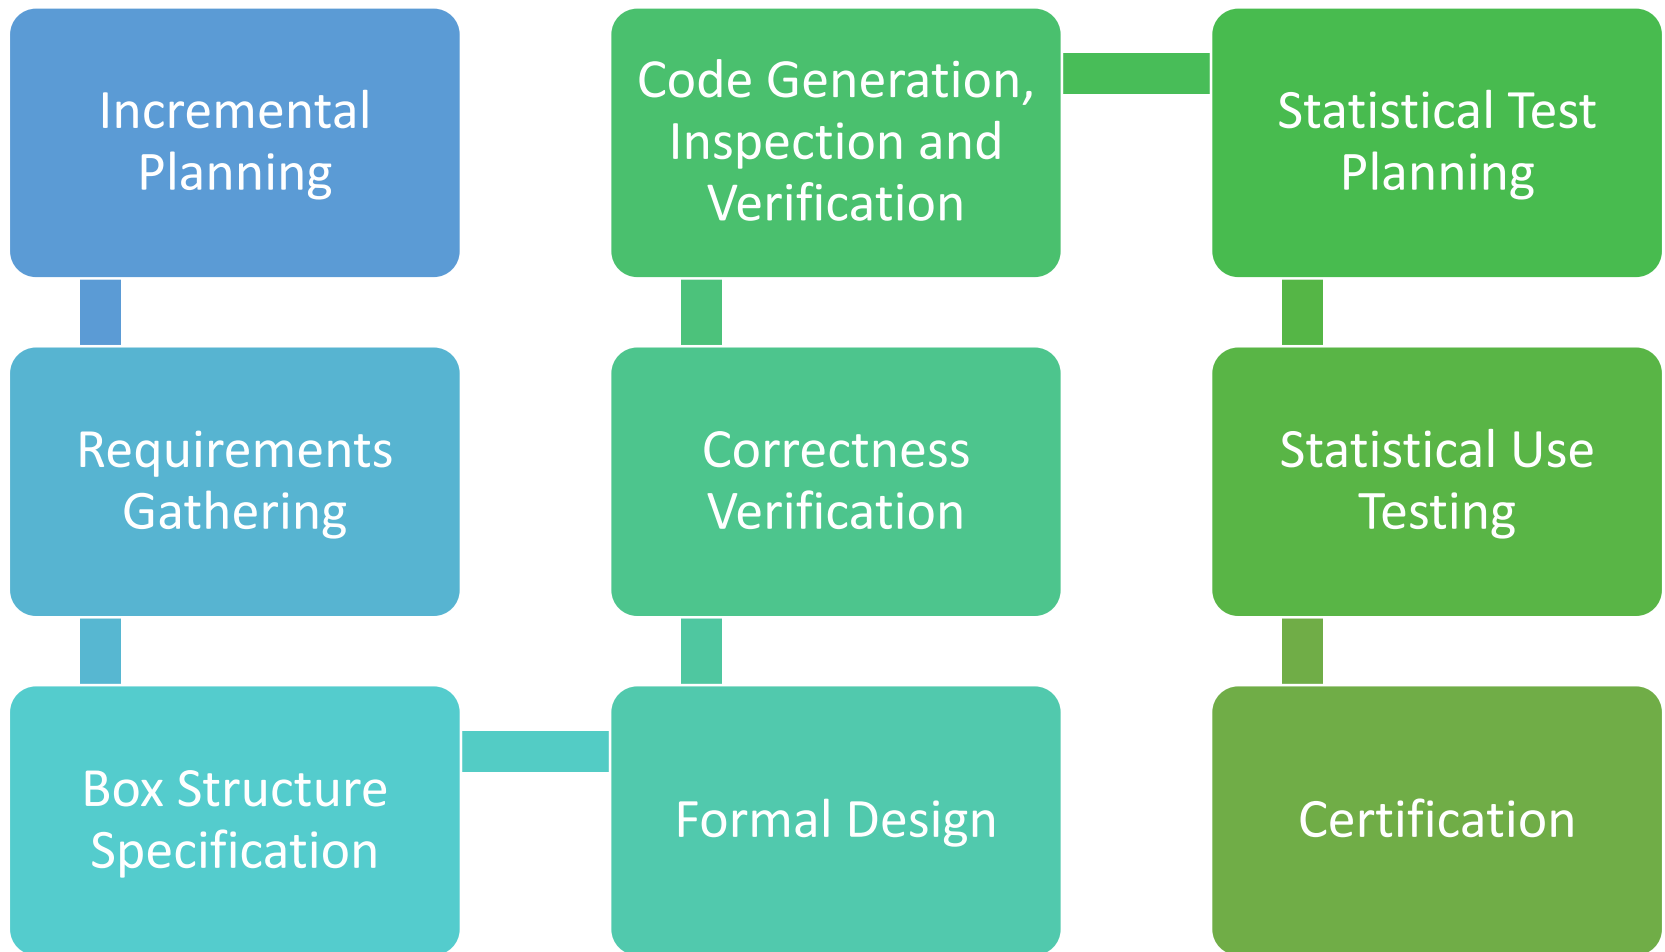 Incremental
Planning
Requirements
Gathering
Box Structure
Specification
Formal Design
Correctness
Verification
Code Generation,
Inspection and
Verification
Statistical Test
Planning
Statistical Use
Testing
Certification